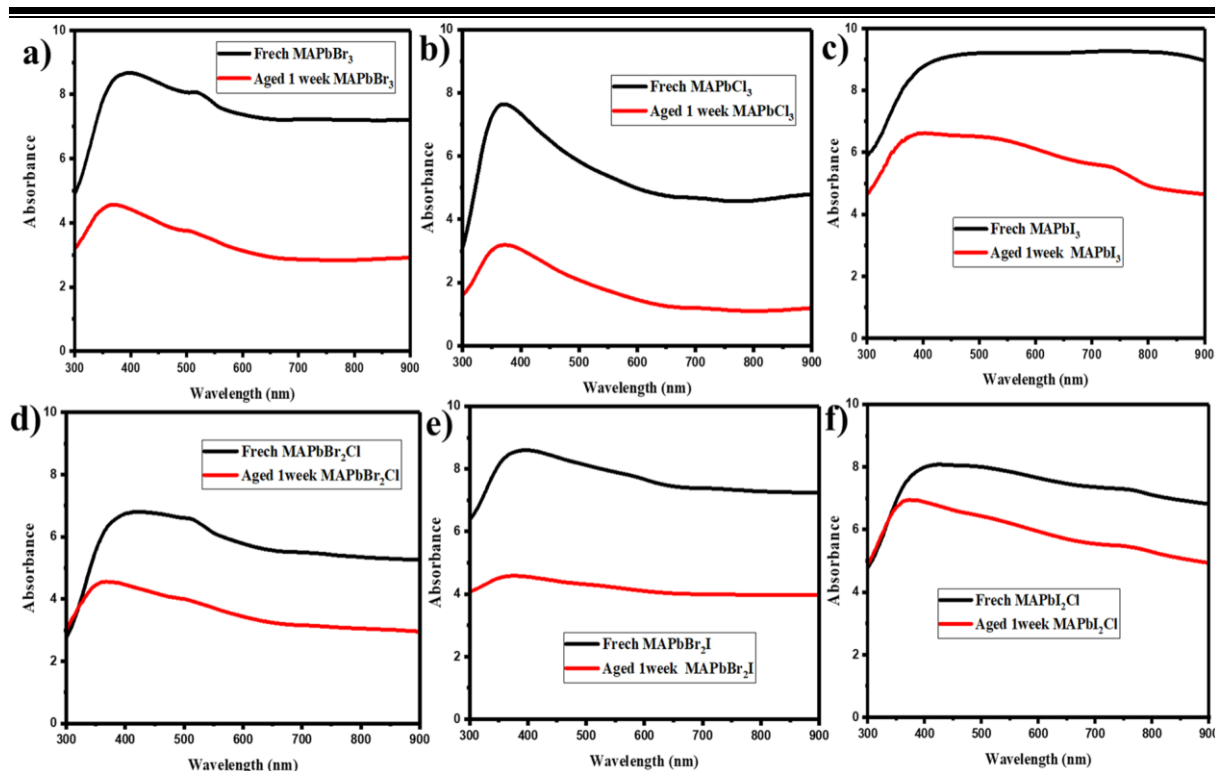 a)
Frech MAPbBr₃
Aged 1 week MAPbBr₃
Absorbance
10
8
6
4
2
0
300 400 500 600 700 800 900
Wavelength (nm)
b)
Frech MAPbCl₃
Aged 1 week MAPbCl₃
Absorbance
10
8
6
4
2
0
300 400 500 600 700 800 900
Wavelength (nm)
c)
Frech MAPbI₃
Aged 1week MAPbI₃
Absorbance
10
8
6
4
2
0
300 400 500 600 700 800 900
Wavelength (nm)
d)
Frech MAPbBr₂Cl
Aged 1week MAPbBr₂Cl
Absorbance
10
8
6
4
2
0
300 400 500 600 700 800 900
Wavelength (nm)
e)
Frech MAPbBr₂I
Aged 1week MAPbBr₂I
Absorbance
10
8
6
4
2
0
300 400 500 600 700 800 900
Wavelength (nm)
f)
Frech MAPbI₂Cl
Aged 1week MAPbI₂Cl
Absorbance
10
8
6
4
2
0
300 400 500 600 700 800 900
Wavelength (nm)